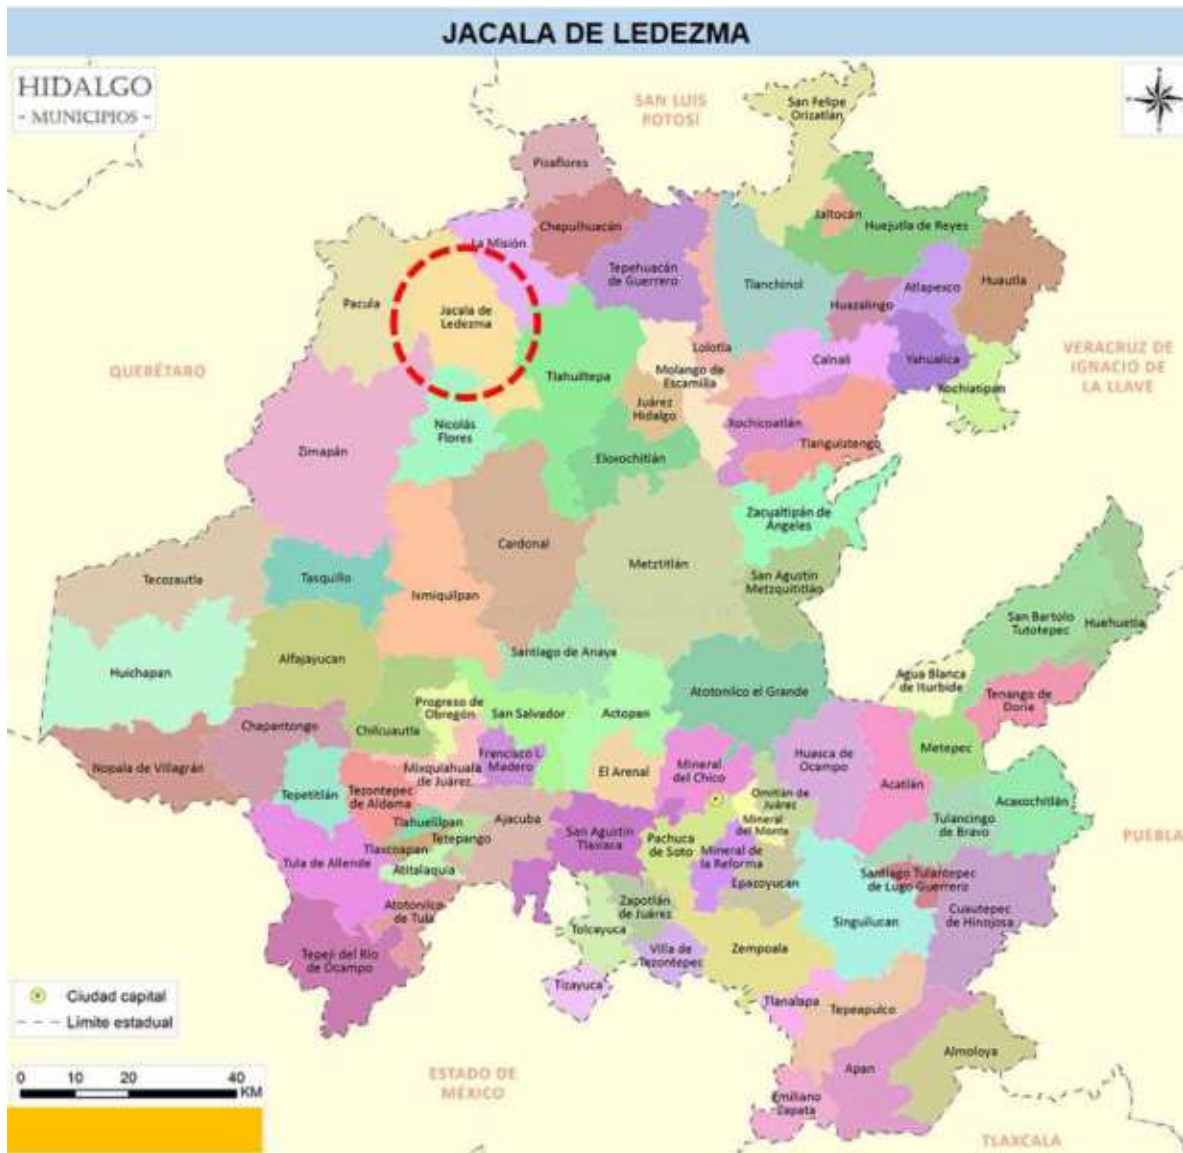 JACALA DE LEDEZMA
HIDALGO
- MUNICIPIOS -
SAN LUIS
POTOSÍ
San Felipe
Orizatlán
Pisaflores
Jaltocán
Huejutla de Reyes
Chapulhuacán
La Misión
Tepehuacán
de Guerrero
Tlanchinol
Huautla
Atlapexco
Huazalingo
Pacula
Jacala de
Ledezma
QUERÉTARO
Lolotla
Calnali
Yahualica
VERACRUZ DE
IGNACIO DE
LA LLAVE
Xochiatipan
Molango de
Escamilla
Tlahuiltepa
Juárez
Hidalgo
Xochicoatlán
Tianguistengo
Nicolás
Flores
Zimapán
Eloxochitlán
Zacualtipán de
Ángeles
Cardonal
Metztitlán
San Agustín
Metzquititlán
Tecozautla
Tasquillo
Ixmiquilpan
San Bartolo
Tutotepec
Huehuetla
Santiago de Anaya
Alfajayucan
Huichapan
Agua Blanca
de Iturbide
Atotonilco el Grande
Tenango de
Doria
Progreso de
Obregón
San Salvador
Actopan
Chapantongo
Chilcuautla
Metepec
Huasca de
Ocampo
Nopala de Villagrán
Mixquiahuala
de Juárez
Francisco I.
Madero
El Arenal
Mineral
del Chico
Acatlán
Tepetitlán
Tezontepec
de Aldama
Omitlán de
Juárez
Acaxochitlán
Tlahuelilpan
Ajacuba
Mineral
del Monte
Tulancingo
de Bravo
PUEBLA
Tetepango
San Agustín
Tlaxiaca
Pachuca
de Soto
Tlaxcoapan
Tula de Allende
Mineral de
la Reforma
Atitalaquia
Epazoyucan
Santiago Tulantepec
de Lugo Guerrero
Atotonilco
de Tula
Zapotlán
de Juárez
Cuautepec
de Hinojosa
Singuilucan
Tolcayuca
Tepeji del Río
de Ocampo
Villa de
Tezontepec
Zempoala
Tizayuca
Tlanalapa
Tepeapulco
Ciudad capital
Límite estadual
Almoloya
Apan
ESTADO DE
MÉXICO
Emiliano
Zapata
0 10 20 40
KM
TLAXCALA